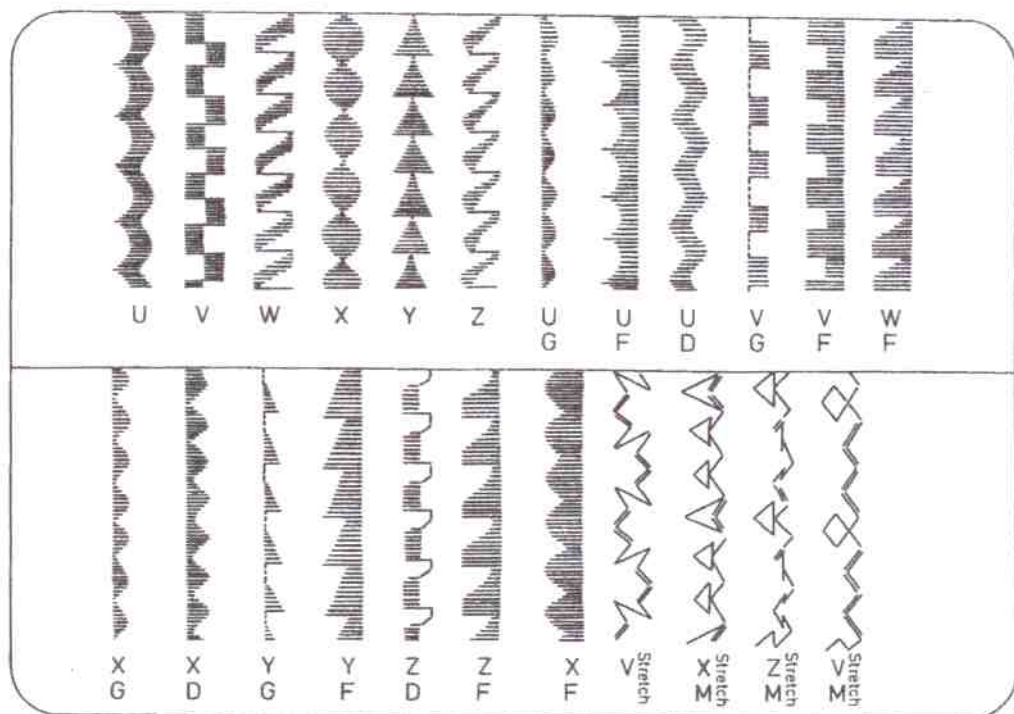 U V W X Y Z U U U V V W
G F D G F F
X X Y Y Z Z X V Stretch X Stretch Z Stretch V Stretch
G D G F D F F M M M